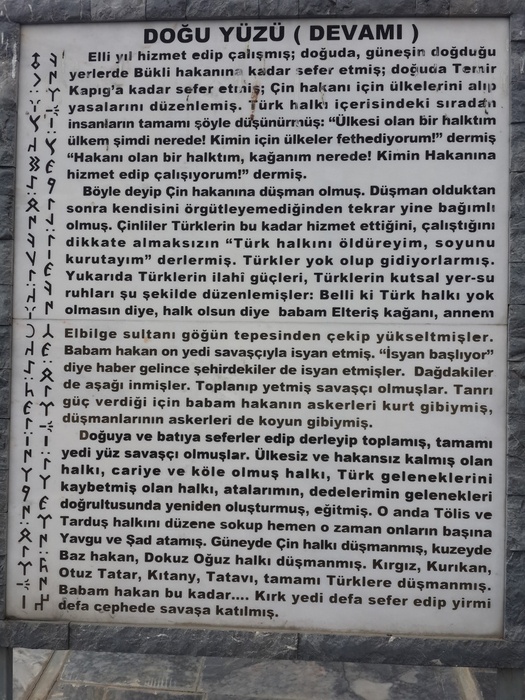 DOĞU YÜZÜ ( DEVAMI )
Elli yıl hizmet edip çalışmış; doğuda, güneşin doğduğu
yerlerde Bükli hakanına kadar sefer etmiş; doğuda Temir
Kapıg'a kadar sefer etmiş; Çin hakanı için ülkelerini alıp
yasalarını düzenlemiş. Türk halkı içerisindeki sıradan
insanların tamamı şöyle düşünürmüş: "Ülkesi olan bir halktım
ülkem şimdi nerede! Kimin için ülkeler fethediyorum!" dermiş
"Hakanı olan bir halktım, kağanım nerede! Kimin Hakanına
hizmet edip çalışıyorum!" dermiş.
Böyle deyip Çin hakanına düşman olmuş. Düşman olduktan
sonra kendisini örgütleyemediğinden tekrar yine bağımlı
olmuş. Çinliler Türklerin bu kadar hizmet ettiğini, çalıştığını
dikkate almaksızın "Türk halkını öldüreyim, soyunu
kurutayım" derlermiş. Türkler yok olup gidiyorlarmış.
Yukarıda Türklerin ilahî güçleri, Türklerin kutsal yer-su
ruhları şu şekilde düzenlemişler: Belli ki Türk halkı yok
olmasın diye, halk olsun diye babam Elteriş kağanı, annem
Elbilge sultanı göğün tepesinden çekip yükseltmişler.
Babam hakan on yedi savaşçıyla isyan etmiş. "İsyan başlıyor"
diye haber gelince şehirdekiler de isyan etmişler. Dağdakiler
de aşağı inmişler. Toplanıp yetmiş savaşçı olmuşlar. Tanrı
güç verdiği için babam hakanın askerleri kurt gibiymiş,
düşmanlarının askerleri de koyun gibiymiş.
Doğuya ve batıya seferler edip derleyip toplamış, tamamı
yedi yüz savaşçı olmuşlar. Ülkesiz ve hakansız kalmış olan
halkı, cariye ve köle olmuş halkı, Türk geleneklerini
kaybetmiş olan halkı, atalarımın, dedelerimin gelenekleri
doğrultusunda yeniden oluşturmuş, eğitmiş. O anda Tölis ve
Tarduş halkını düzene sokup hemen o zaman onların başına
Yavgu ve Şad atamış. Güneyde Çin halkı düşmanmış, kuzeyde
Baz hakan, Dokuz Oğuz halkı düşmanmış. Kırgız, Kurıkan,
Otuz Tatar, Kıtany, Tatavı, tamamı Türklere düşmanmış.
Babam hakan bu kadar.... Kırk yedi defa sefer edip yirmi
defa cephede savaşa katılmış.